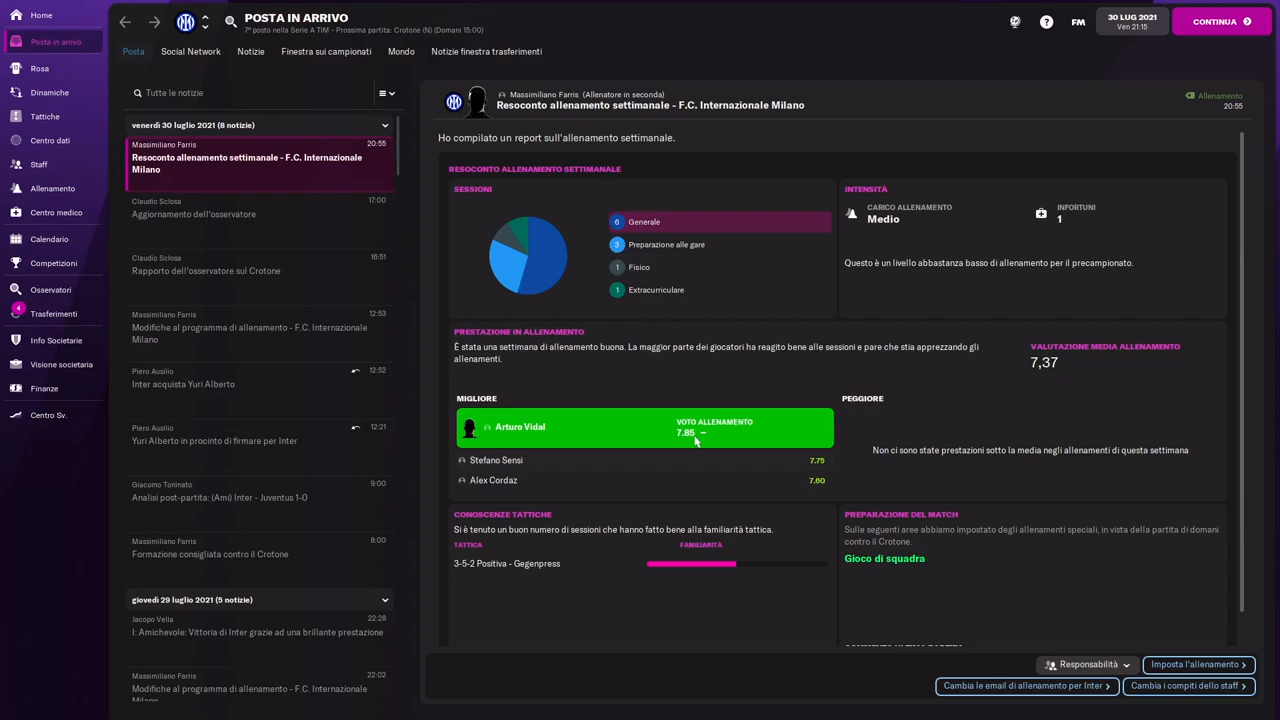 Home
Posta in arrivo
Rosa
Dinamiche
Tattiche
Centro dati
Staff
Allenamento
Centro medico
Calendario
Competizioni
Osservatori
4
Trasferimenti
Info Societarie
Visione societaria
Finanze
Centro Sv.
POSTA IN ARRIVO
7° posto nella Serie A TIM - Prossima partita: Crotone (N) (Domani 15:00)
?
FM
30 LUG 2021
Ven 21:15
CONTINUA
Posta
Social Network
Notizie
Finestra sui campionati
Mondo
Notizie finestra trasferimenti
Tutte le notizie
venerdì 30 luglio 2021 (8 notizie)
Massimiliano Farris 20:55
Resoconto allenamento settimanale - F.C. Internazionale
Milano
Claudio Sclosa 17:00
Aggiornamento dell'osservatore
Claudio Sclosa 16:51
Rapporto dell'osservatore sul Crotone
Massimiliano Farris 12:53
Modifiche al programma di allenamento - F.C. Internazionale
Milano
Piero Ausilio 12:52
Inter acquista Yuri Alberto
Piero Ausilio 12:21
Yuri Alberto in procinto di firmare per Inter
Giacomo Toninato 9:00
Analisi post-partita: (Ami) Inter - Juventus 1-0
Massimiliano Farris 8:00
Formazione consigliata contro il Crotone
giovedì 29 luglio 2021 (5 notizie)
Jacopo Vella 22:28
I: Amichevole: Vittoria di Inter grazie ad una brillante prestazione
Massimiliano Farris 22:02
Modifiche al programma di allenamento - F.C. Internazionale
Milano
Massimiliano Farris (Allenatore in seconda)
Resoconto allenamento settimanale - F.C. Internazionale Milano
Allenamento
20:55
Ho compilato un report sull'allenamento settimanale.
RESOCONTO ALLENAMENTO SETTIMANALE
SESSIONI
6 Generale
3 Preparazione alle gare
1 Fisico
1 Extracurriculare
INTENSITÀ
CARICO ALLENAMENTO
Medio
INFORTUNI
1
Questo è un livello abbastanza basso di allenamento per il precampionato.
PRESTAZIONE IN ALLENAMENTO
È stata una settimana di allenamento buona. La maggior parte dei giocatori ha reagito bene alle sessioni e pare che stia apprezzando gli
allenamenti.
VALUTAZIONE MEDIA ALLENAMENTO
7,37
MIGLIORE
Arturo Vidal
VOTO ALLENAMENTO
7.85 –
Stefano Sensi 7.75
Alex Cordaz 7.60
PEGGIORE
Non ci sono state prestazioni sotto la media negli allenamenti di questa settimana
CONOSCENZE TATTICHE
Si è tenuto un buon numero di sessioni che hanno fatto bene alla familiarità tattica.
TATTICA FAMILIARITÀ
3-5-2 Positiva - Gegenpress
PREPARAZIONE DEL MATCH
Sulle seguenti aree abbiamo impostato degli allenamenti speciali, in vista della partita di domani
contro il Crotone.
Gioco di squadra
Responsabilità
Imposta l'allenamento
Cambia le email di allenamento per Inter
Cambia i compiti dello staff